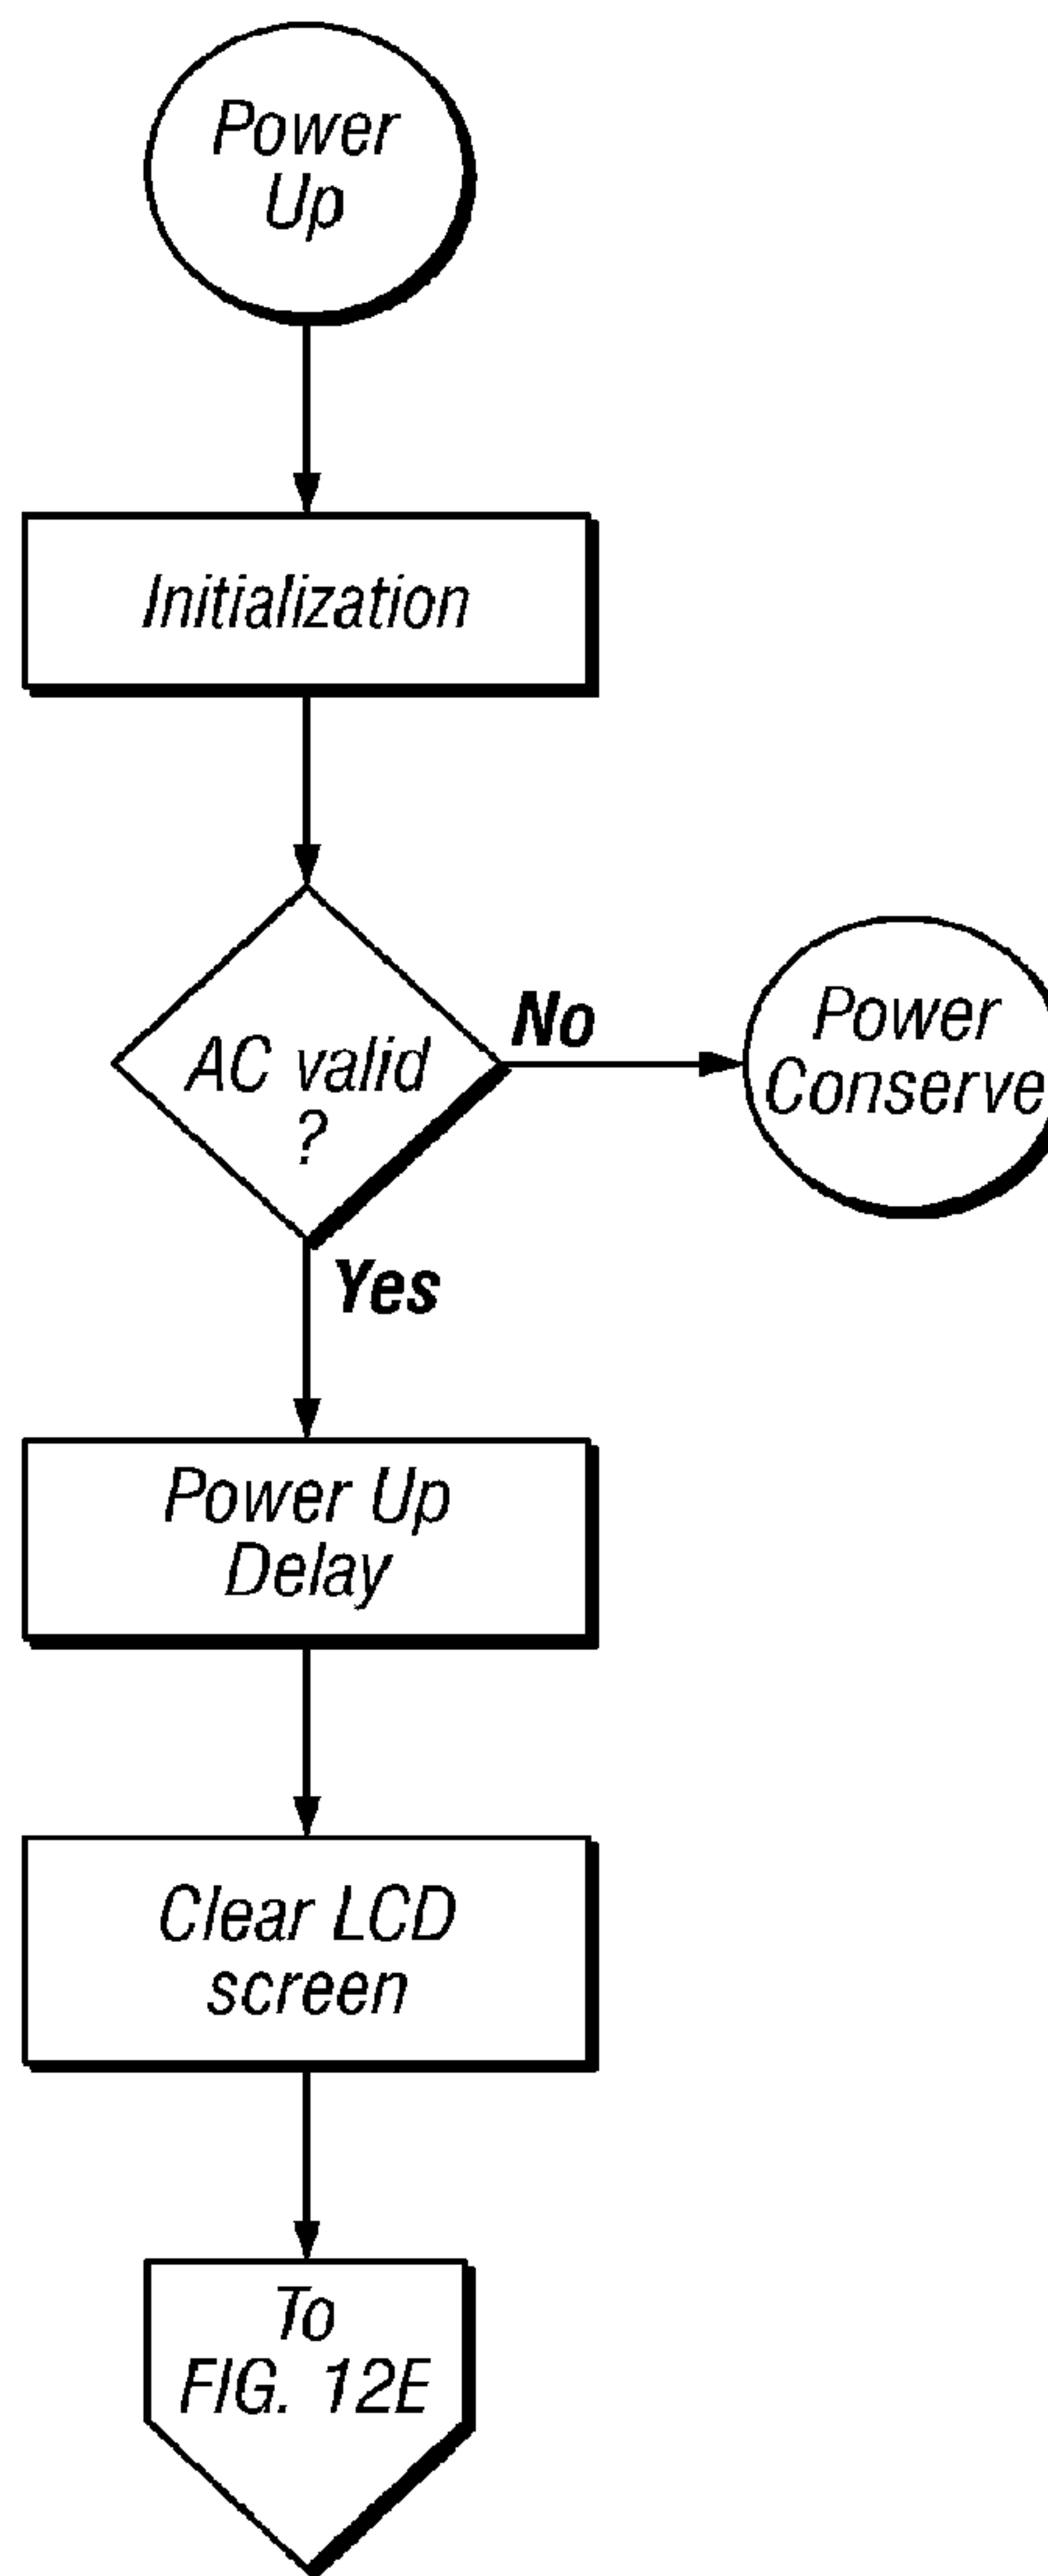 Power
Up
Initialization
AC valid
?
No
Power
Conserve
Yes
Power Up
Delay
Clear LCD
screen
To
FIG. 12E